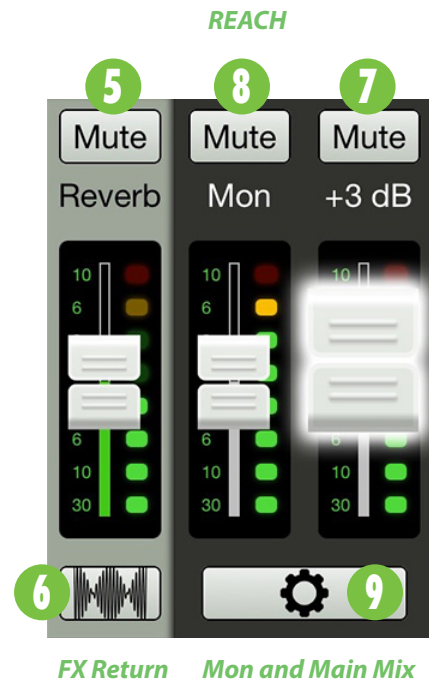 REACH
5 8 7
Mute Mute Mute
Reverb Mon +3 dB
10 10 10
6 6
6 6 6
10 10 10
30 30 30
6 9
FX Return Mon and Main Mix